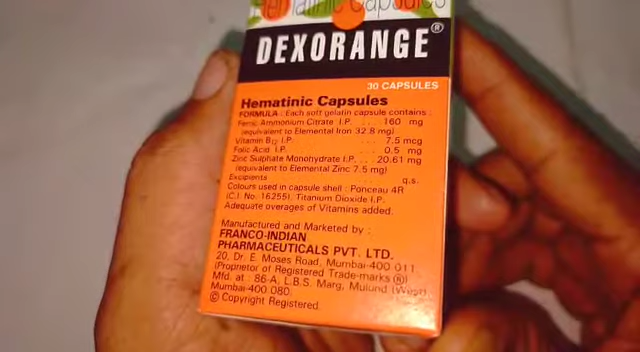 Hematinic Capsules
DEXORANGE®
30 CAPSULES
Hematinic Capsules
FORMULA : Each soft gelatin capsule contains :
Ferric Ammonium Citrate I.P. ... 160 mg
(equivalent to Elemental Iron 32.8 mg)
Vitamin B12 I.P. ... 7.5 mcg
Folic Acid I.P. ... 0.5 mg
Zinc Sulphate Monohydrate I.P. ... 20.61 mg
(equivalent to Elemental Zinc 7.5 mg)
Excipients q.s.
Colours used in capsule shell : Ponceau 4R
(C.I. No. 16255), Titanium Dioxide I.P.
Adequate overages of Vitamins added.
Manufactured and Marketed by :
FRANCO-INDIAN
PHARMACEUTICALS PVT. LTD.
20, Dr. E. Moses Road, Mumbai-400 011.
(Proprietor of Registered Trade-marks ®)
Mfd. at : 86-A, L.B.S. Marg, Mulund (West)
Mumbai-400 080.
© Copyright Registered.